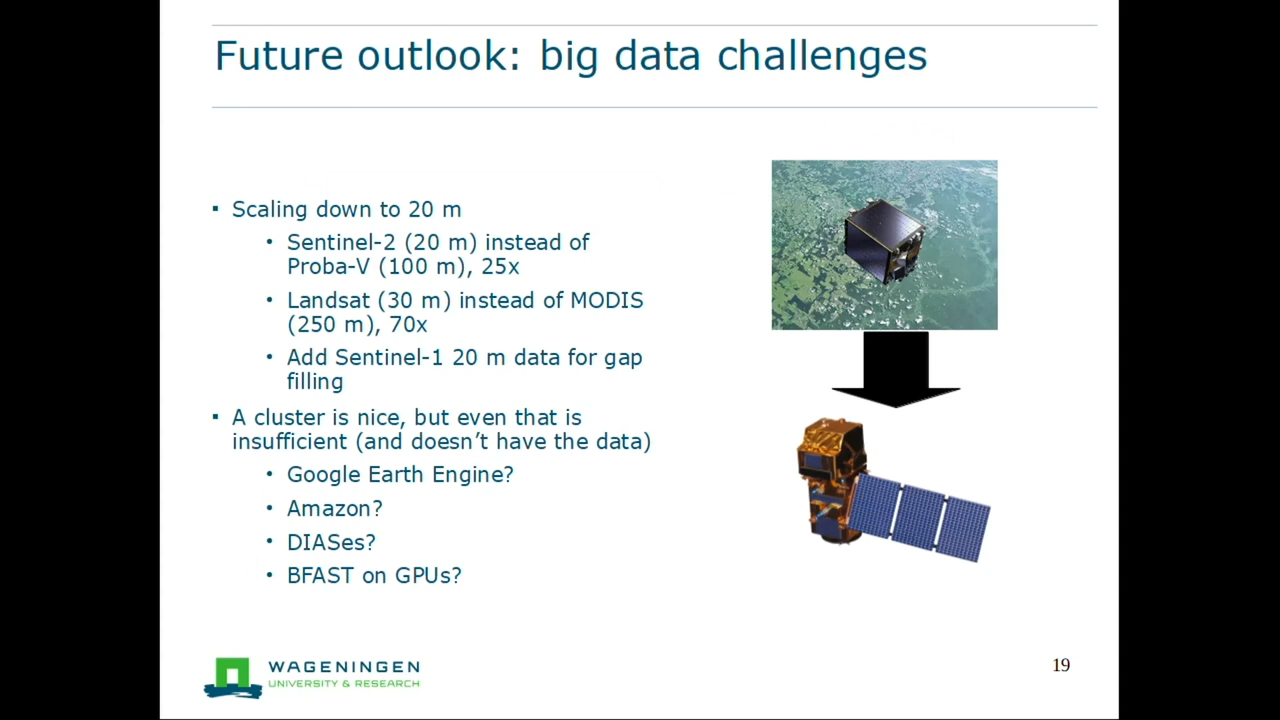 Future outlook: big data challenges
▪ Scaling down to 20 m
• Sentinel-2 (20 m) instead of
Proba-V (100 m), 25x
• Landsat (30 m) instead of MODIS
(250 m), 70x
• Add Sentinel-1 20 m data for gap
filling
▪ A cluster is nice, but even that is
insufficient (and doesn’t have the data)
• Google Earth Engine?
• Amazon?
• DIASes?
• BFAST on GPUs?
WAGENINGEN
UNIVERSITY & RESEARCH
19